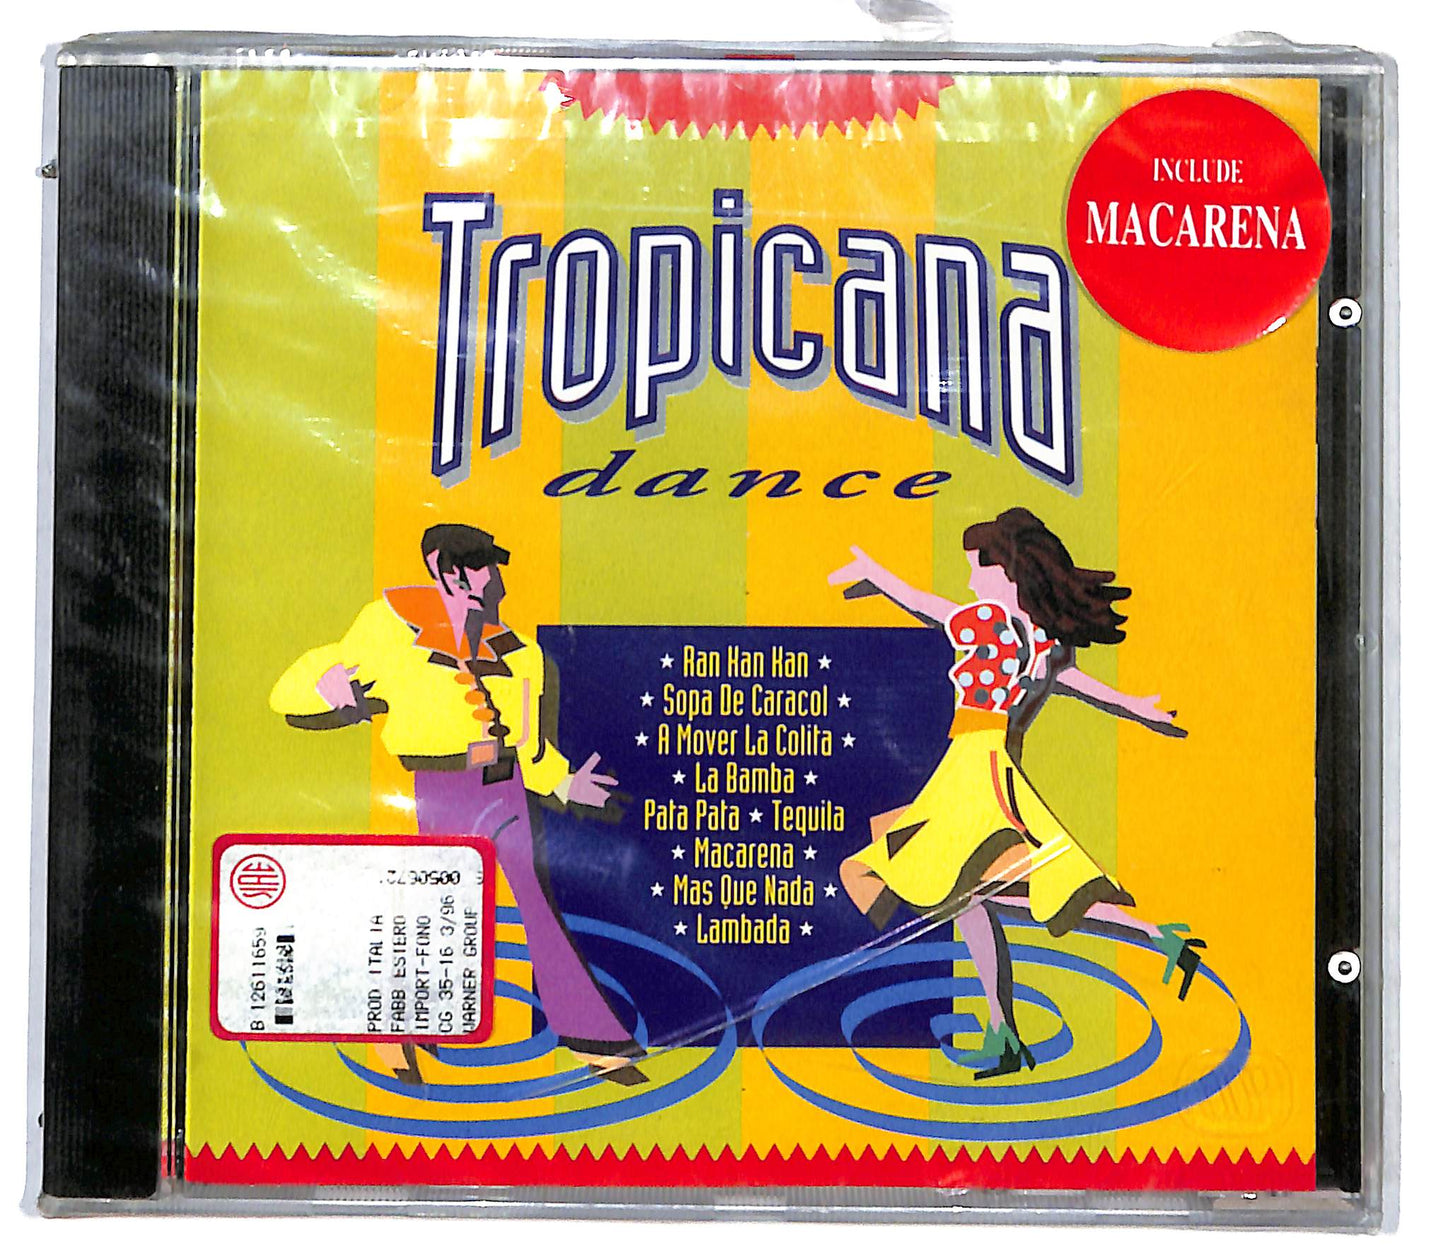 INCLUDE
MACARENA
Tropicana
dance
★ Ran Kan Kan ★
★ Sopa De Caracol ★
★ A Mover La Colita ★
★ La Bamba ★
Pata Pata ★ Tequila
★ Macarena ★
★ Mas Que Nada ★
★ Lambada ★
B 12611659
PROD ITALIA
FABB ESTERO
IMPORT-FONO
CG 35-16 3/96
WARNER GROUP